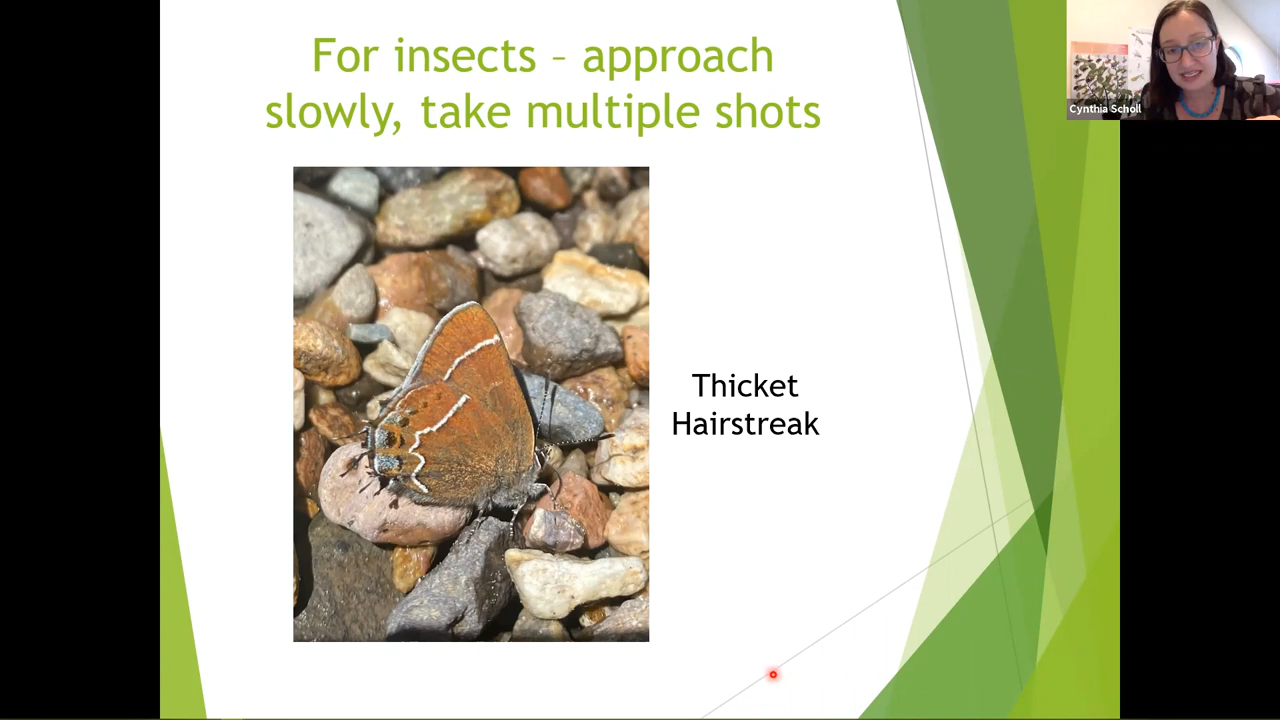 For insects – approach
slowly, take multiple shots
Cynthia Scholl
Thicket
Hairstreak